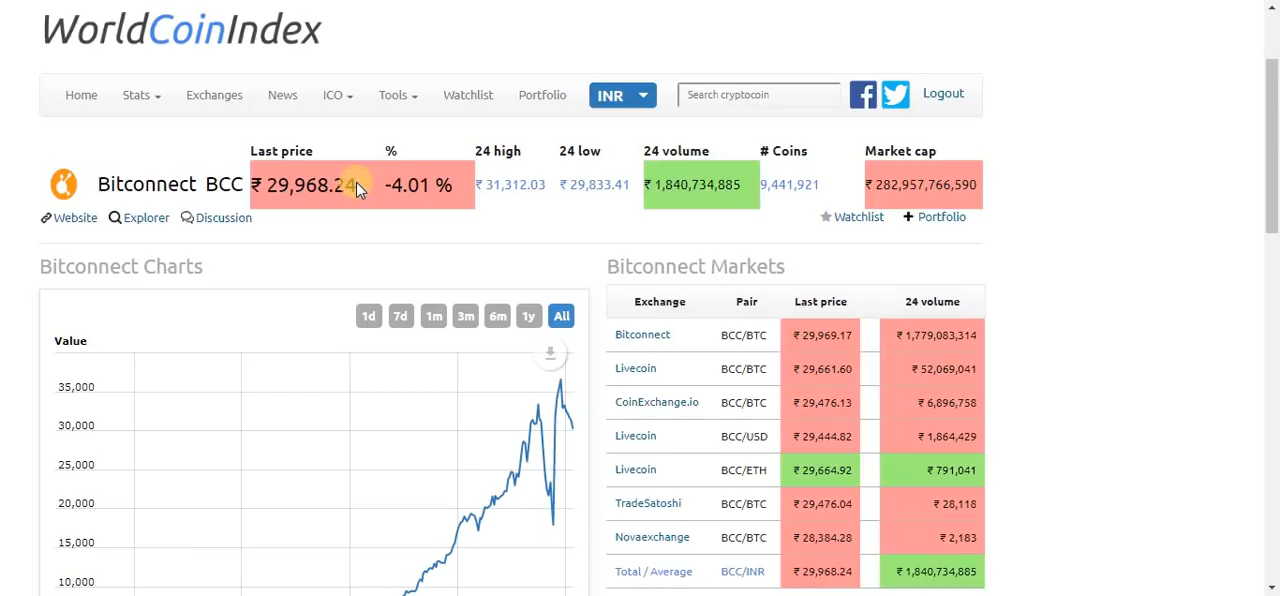 WorldCoinIndex
Home Stats Exchanges News ICO Tools Watchlist Portfolio INR Search cryptocoin Logout
Last price % 24 high 24 low 24 volume # Coins Market cap
Bitconnect BCC ₹ 29,968.24 -4.01 % ₹ 31,312.03 ₹ 29,833.41 ₹ 1,840,734,885 9,441,921 ₹ 282,957,766,590
Website Explorer Discussion Watchlist Portfolio
Bitconnect Charts
1d 7d 1m 3m 6m 1y All
Value
35,000
30,000
25,000
20,000
15,000
10,000
Bitconnect Markets
Exchange Pair Last price 24 volume
Bitconnect BCC/BTC ₹ 29,969.17 ₹ 1,779,083,314
Livecoin BCC/BTC ₹ 29,661.60 ₹ 52,069,041
CoinExchange.io BCC/BTC ₹ 29,476.13 ₹ 6,896,758
Livecoin BCC/USD ₹ 29,444.82 ₹ 1,864,429
Livecoin BCC/ETH ₹ 29,664.92 ₹ 791,041
TradeSatoshi BCC/BTC ₹ 29,476.04 ₹ 28,118
Novaexchange BCC/BTC ₹ 28,384.28 ₹ 2,183
Total / Average BCC/INR ₹ 29,968.24 ₹ 1,840,734,885